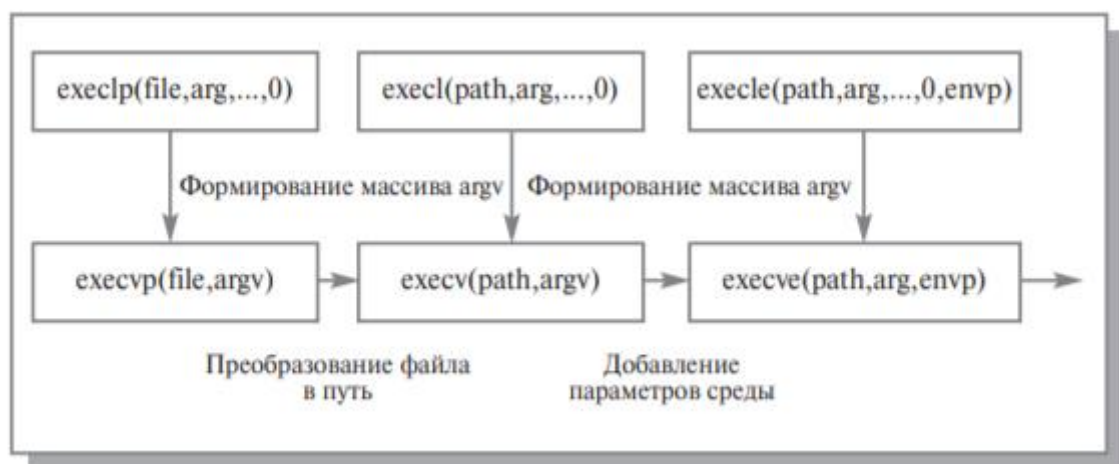 execlp(file,arg,...,0)
execl(path,arg,...,0)
execle(path,arg,...,0,envp)
Формирование массива argv
Формирование массива argv
execvp(file,argv)
execv(path,argv)
execve(path,arg,envp)
Преобразование файла
в путь
Добавление
параметров среды